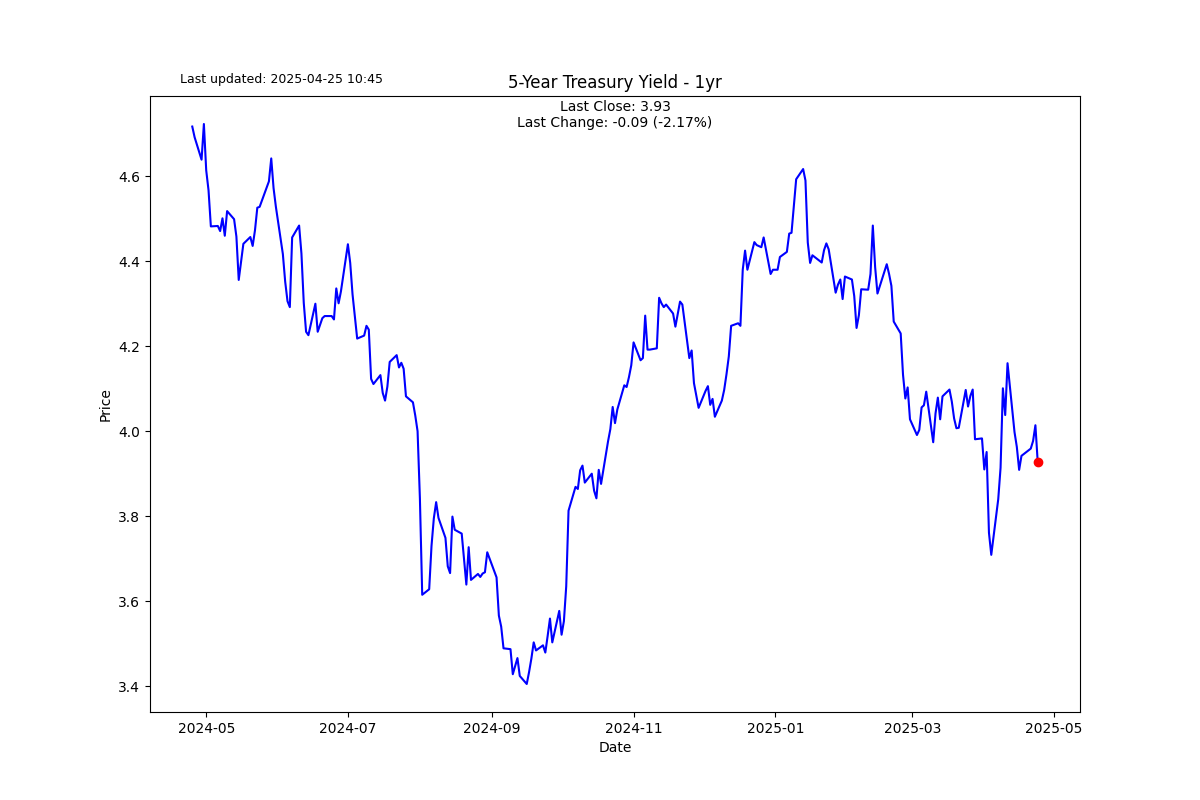 Last updated: 2025-04-25 10:45
5-Year Treasury Yield - 1yr
Last Close: 3.93
Last Change: -0.09 (-2.17%)
Price
4.6
4.4
4.2
4.0
3.8
3.6
3.4
2024-05 2024-07 2024-09 2024-11 2025-01 2025-03 2025-05
Date